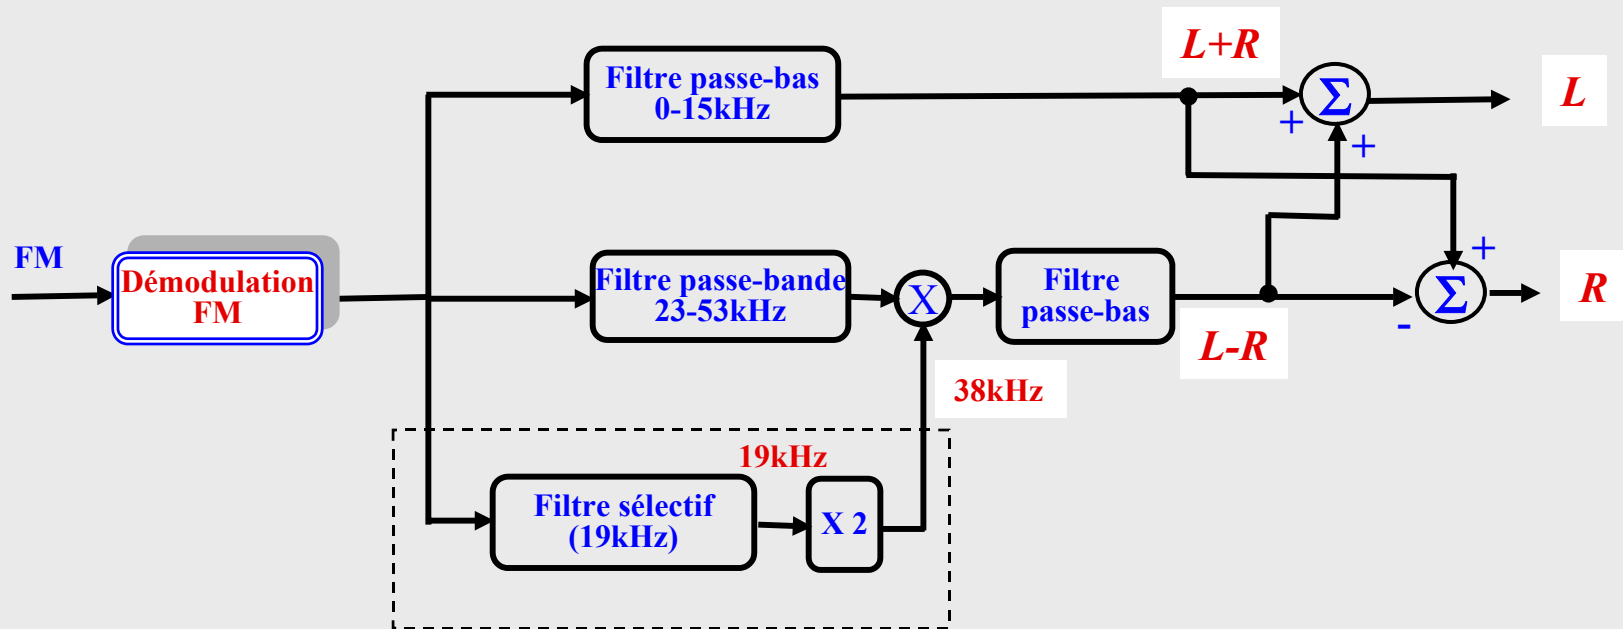 L+R
Filtre passe-bas
0-15kHz
Σ
L
+
+
FM
Démodulation
FM
Filtre passe-bande
23-53kHz
X
Filtre
passe-bas
+
Σ
R
-
L-R
38kHz
19kHz
Filtre sélectif
(19kHz)
X 2